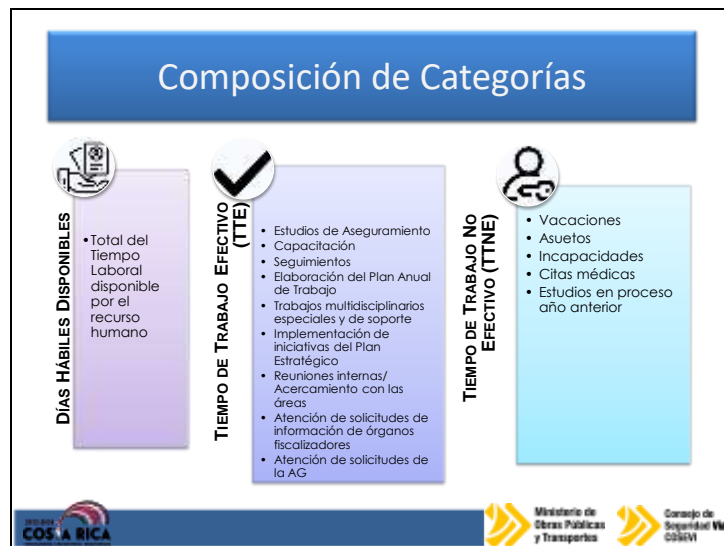 Composición de Categorías
DÍAS HÁBILES DISPONIBLES
•Total del
Tiempo
Laboral
disponible
por el
recurso
humano
TIEMPO DE TRABAJO EFECTIVO
(TTE)
• Estudios de Aseguramiento
• Capacitación
• Seguimientos
• Elaboración del Plan Anual
de Trabajo
• Trabajos multidisciplinarios
especiales y de soporte
• Implementación de
iniciativas del Plan
Estratégico
• Reuniones internas/
Acercamiento con las
áreas
• Atención de solicitudes de
información de órganos
fiscalizadores
• Atención de solicitudes de
la AG
TIEMPO DE TRABAJO NO
EFECTIVO (TTNE)
• Vacaciones
• Asuetos
• Incapacidades
• Citas médicas
• Estudios en proceso
año anterior
COSTA RICA
Ministerio de
Obras Públicas
y Transportes
Consejo de
Seguridad Vial
COSEVI